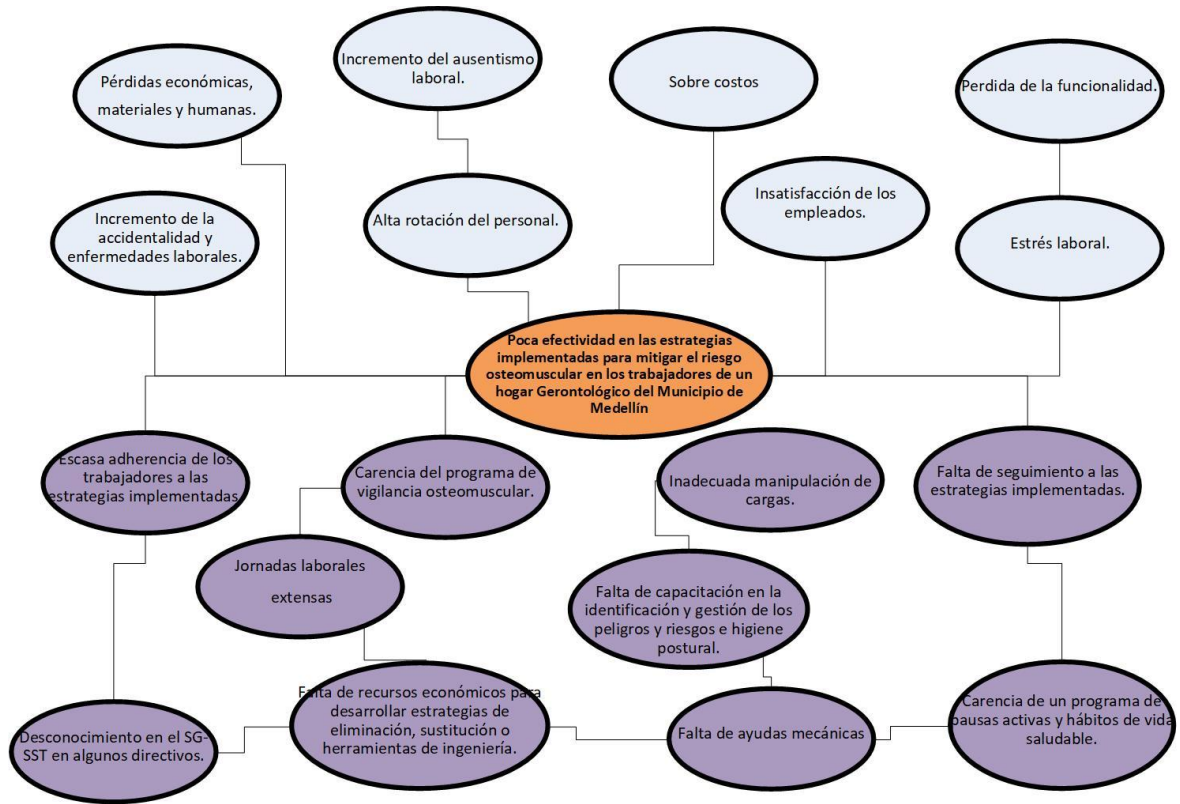 Pérdidas económicas,
materiales y humanas.
Incremento del ausentismo
laboral.
Sobre costos
Perdida de la funcionalidad.
Incremento de la
accidentalidad y
enfermedades laborales.
Alta rotación del personal.
Insatisfacción de los
empleados.
Estrés laboral.
Poca efectividad en las estrategias
implementadas para mitigar el riesgo
osteomuscular en los trabajadores de un
hogar Gerontológico del Municipio de
Medellín
Escasa adherencia de los
trabajadores a las
estrategias implementadas
Carencia del programa de
vigilancia osteomuscular.
Inadecuada manipulación de
cargas.
Falta de seguimiento a las
estrategias implementadas.
Jornadas laborales
extensas
Falta de capacitación en la
identificación y gestión de los
peligros y riesgos e higiene
postural.
Desconocimiento en el SG-
SST en algunos directivos.
Falta de recursos económicos para
desarrollar estrategias de
eliminación, sustitución o
herramientas de ingeniería.
Falta de ayudas mecánicas
Carencia de un programa de
pausas activas y hábitos de vida
saludable.